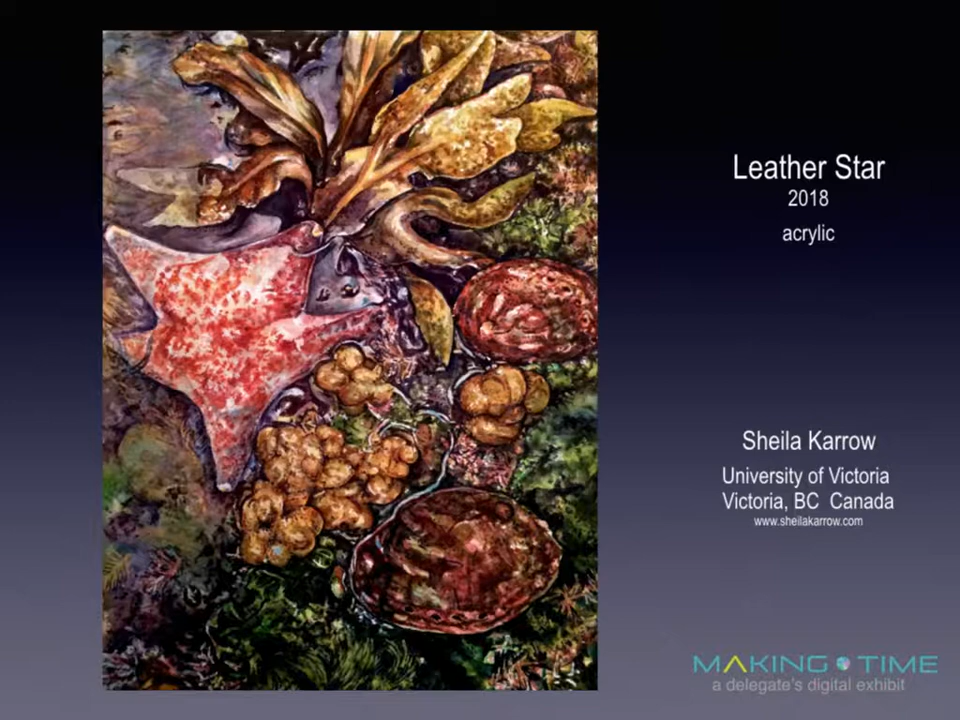 Leather Star
2018
acrylic
Sheila Karrow
University of Victoria
Victoria, BC Canada
www.sheilakarrow.com
MAKING TIME
a delegate's digital exhibit